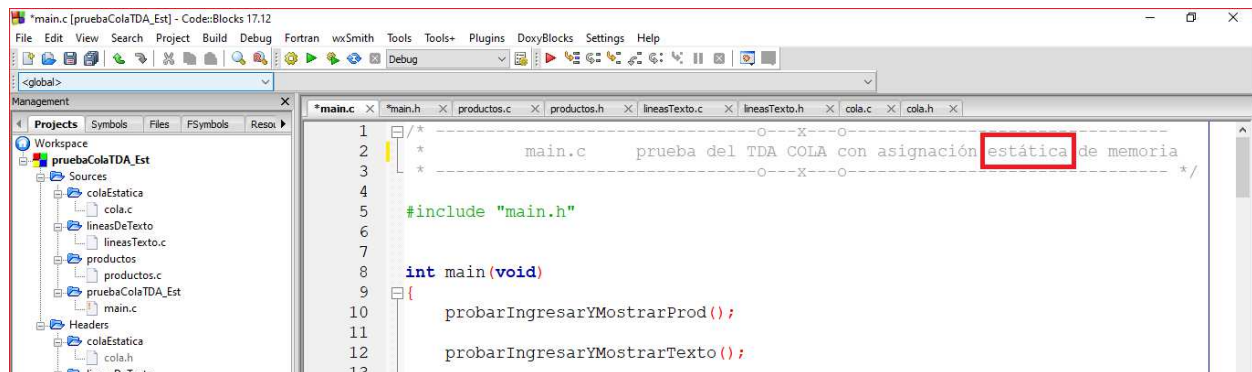 *main.c [pruebaColaTDA_Est] - Code::Blocks 17.12
File Edit View Search Project Build Debug Fortran wxSmith Tools Tools+ Plugins DoxyBlocks Settings Help
Debug
<global>
Management
Projects Symbols Files FSymbols Resou
Workspace
pruebaColaTDA_Est
Sources
colaEstatica
cola.c
lineasDeTexto
lineasTexto.c
productos
productos.c
pruebaColaTDA_Est
main.c
Headers
colaEstatica
cola.h
*main.c *main.h productos.c productos.h lineasTexto.c lineasTexto.h cola.c cola.h
1 /* ---------------------------------o---x---o---------------------------------
2 * main.c prueba del TDA COLA con asignación estática de memoria
3 * ---------------------------------o---x---o--------------------------------- */
4
5 #include "main.h"
6
7
8 int main(void)
9 {
10 probarIngresarYMostrarProd();
11
12 probarIngresarYMostrarTexto();